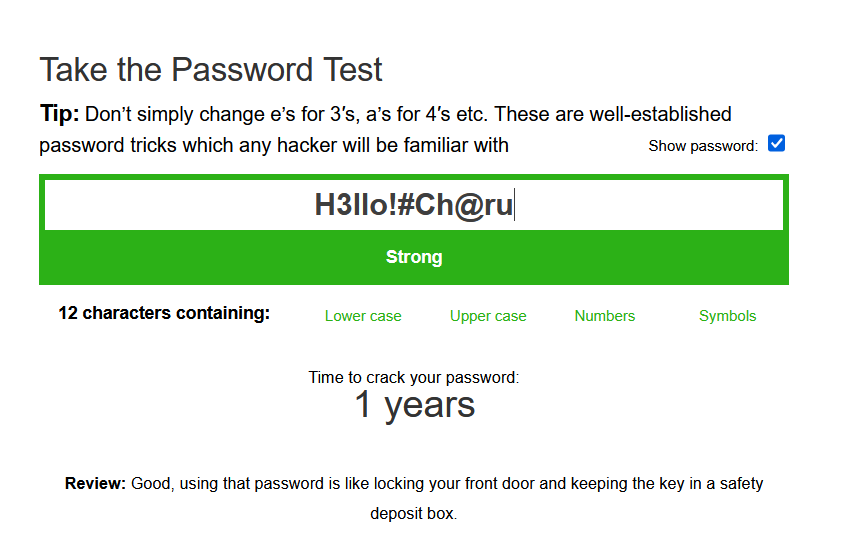 Take the Password Test
Tip: Don’t simply change e’s for 3′s, a’s for 4′s etc. These are well-established
password tricks which any hacker will be familiar with
Show password:
H3llo!#Ch@ru
Strong
12 characters containing:
Lower case
Upper case
Numbers
Symbols
Time to crack your password:
1 years
Review: Good, using that password is like locking your front door and keeping the key in a safety
deposit box.